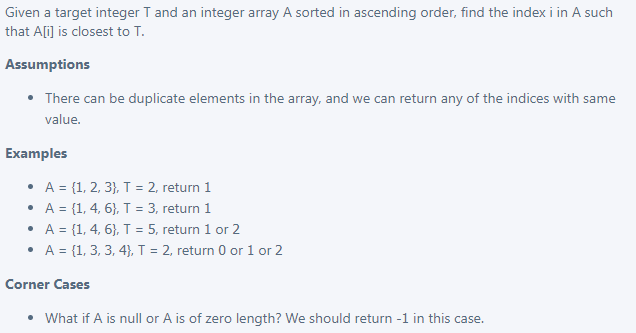 Given a target integer T and an integer array A sorted in ascending order, find the index i in A such
that A[i] is closest to T.
Assumptions
• There can be duplicate elements in the array, and we can return any of the indices with same
value.
Examples
• A = {1, 2, 3}, T = 2, return 1
• A = {1, 4, 6}, T = 3, return 1
• A = {1, 4, 6}, T = 5, return 1 or 2
• A = {1, 3, 3, 4}, T = 2, return 0 or 1 or 2
Corner Cases
• What if A is null or A is of zero length? We should return -1 in this case.